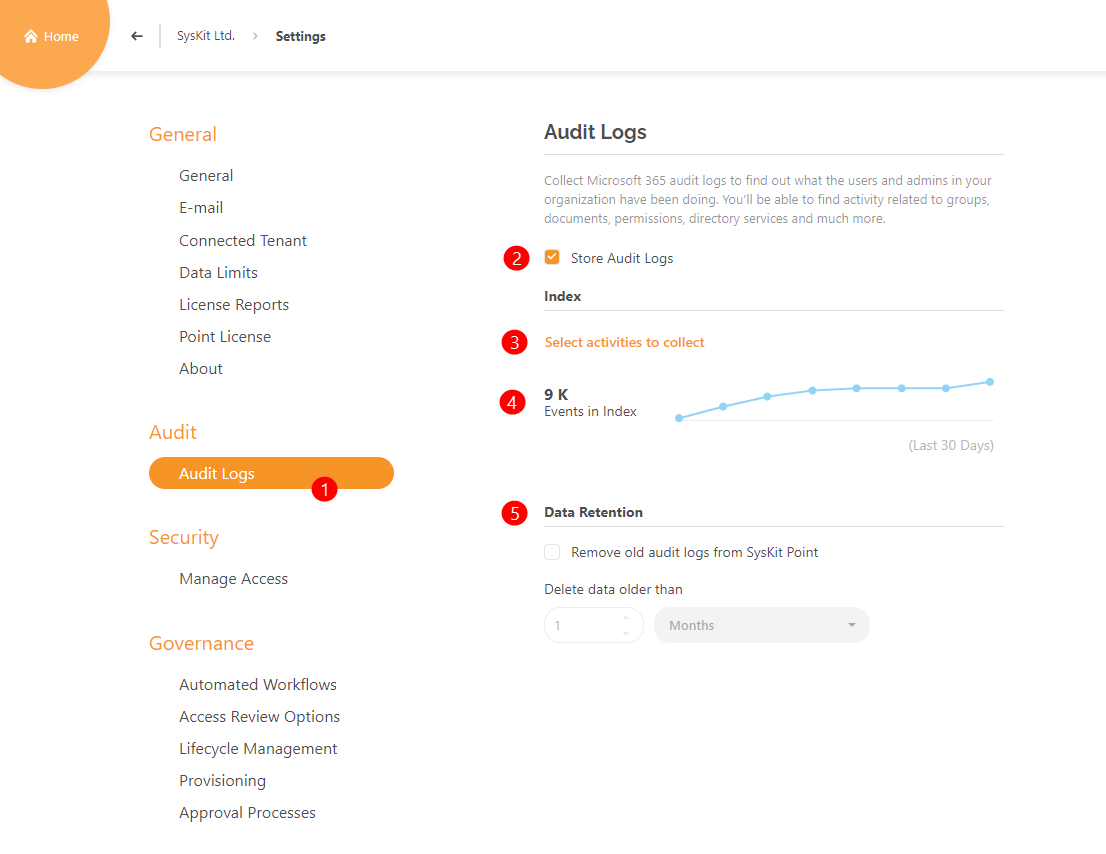 Home
SysKit Ltd.
Settings
General
General
E-mail
Connected Tenant
Data Limits
License Reports
Point License
About
Audit
Audit Logs
1
Security
Manage Access
Governance
Automated Workflows
Access Review Options
Lifecycle Management
Provisioning
Approval Processes
Audit Logs
Collect Microsoft 365 audit logs to find out what the users and admins in your
organization have been doing. You'll be able to find activity related to groups,
documents, permissions, directory services and much more.
2 Store Audit Logs
Index
3 Select activities to collect
4 9 K
Events in Index
(Last 30 Days)
5 Data Retention
Remove old audit logs from SysKit Point
Delete data older than
1 Months